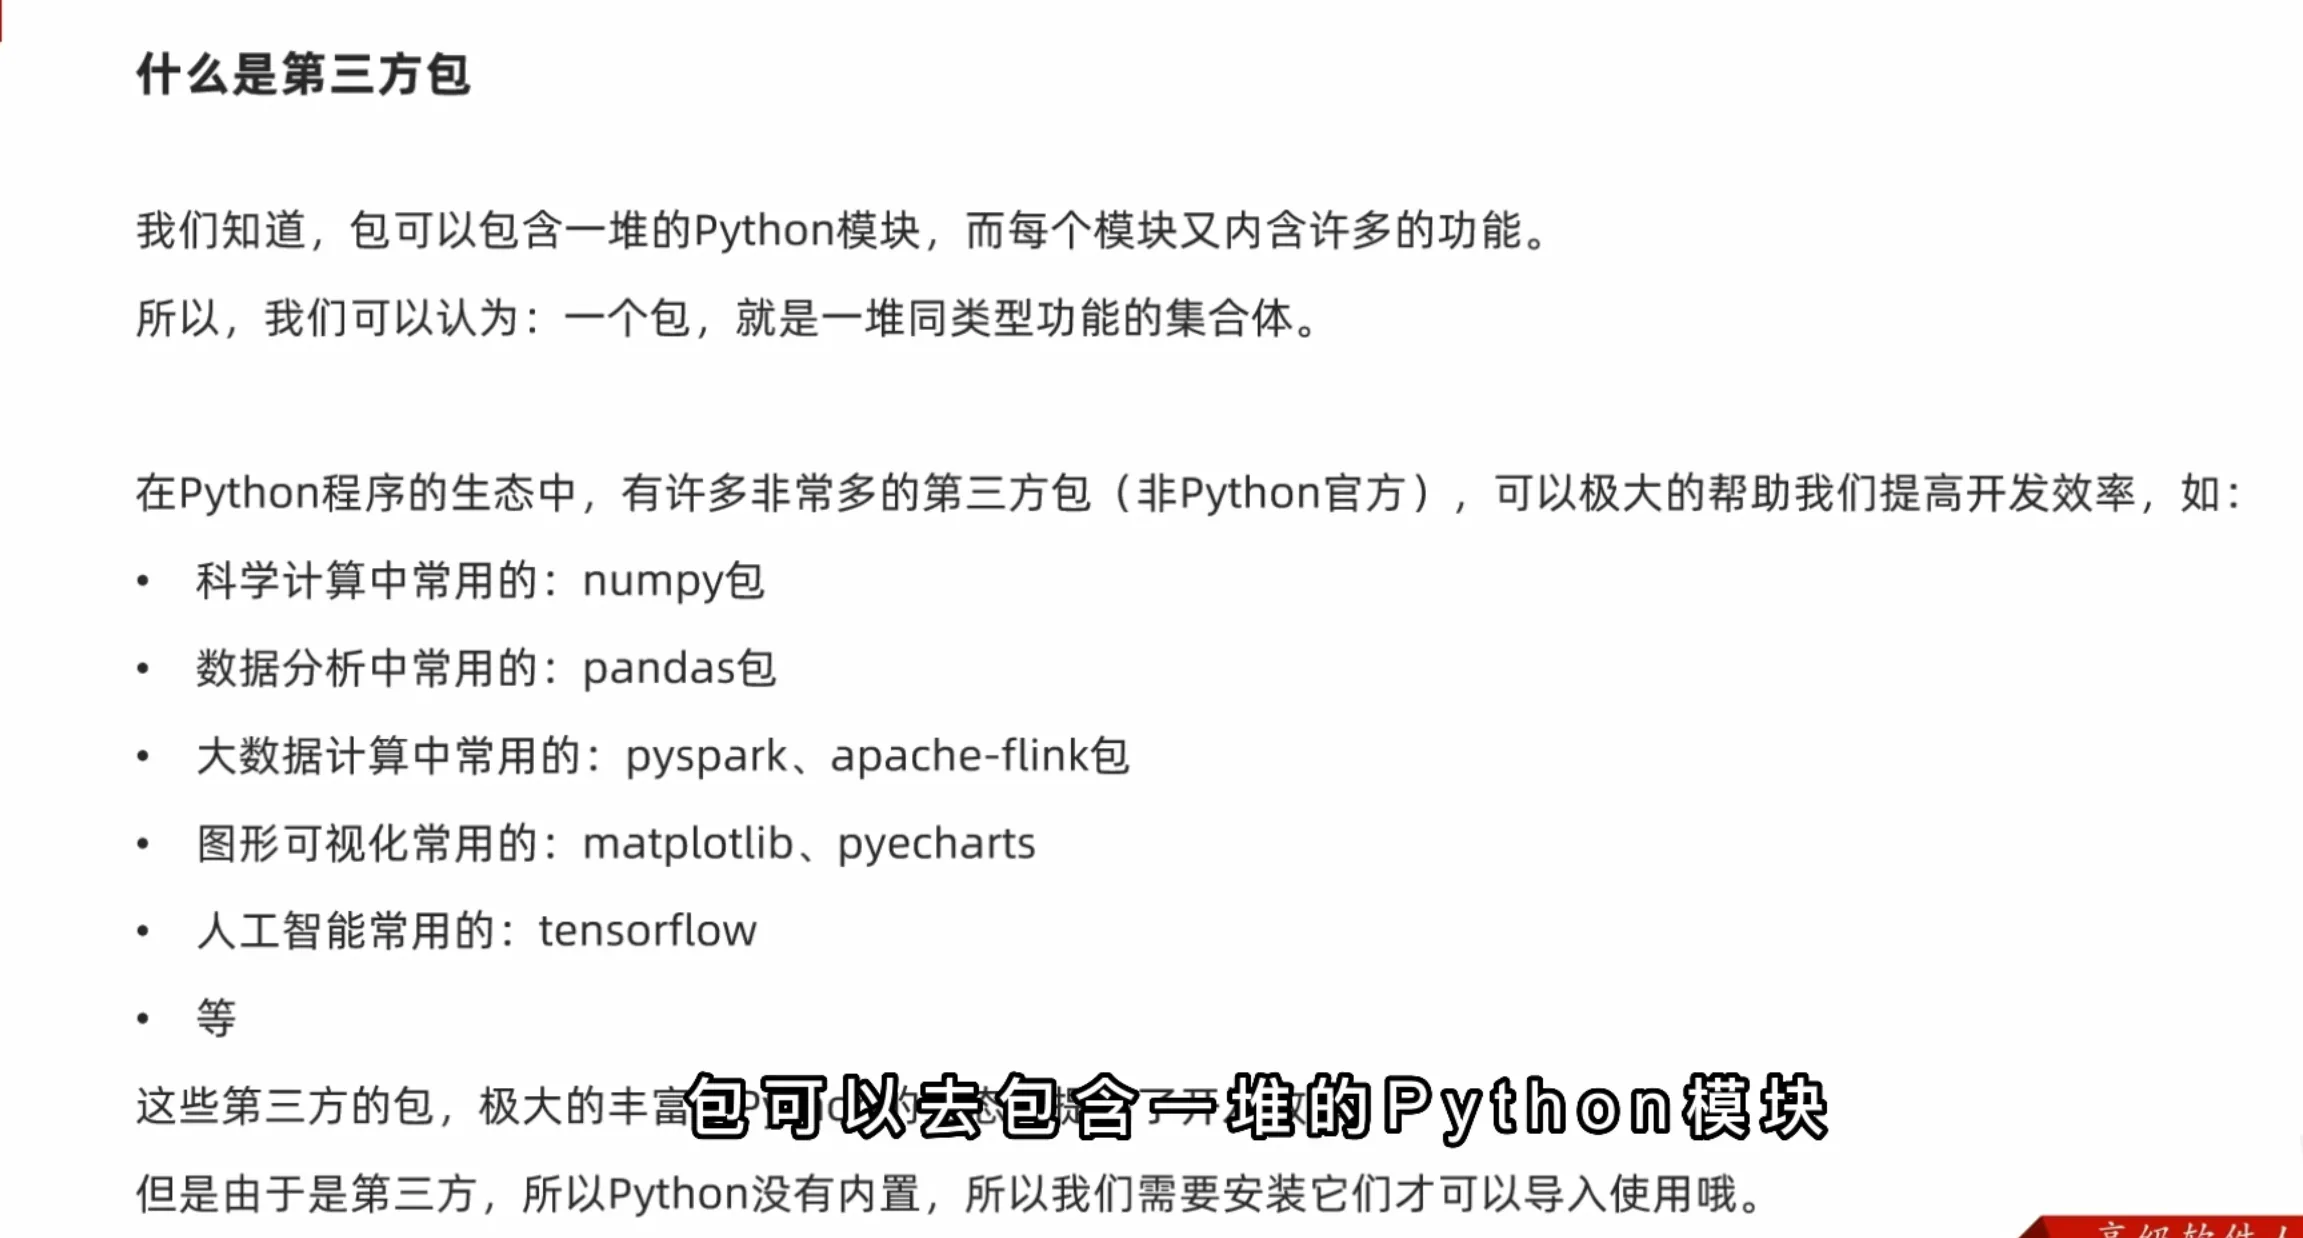 什么是第三方包
我们知道，包可以包含一堆的Python模块，而每个模块又内含许多的功能。
所以，我们可以认为：一个包，就是一堆同类型功能的集合体。
在Python程序的生态中，有许多非常多的第三方包（非Python官方），可以极大的帮助我们提高开发效率，如：
• 科学计算中常用的：numpy包
• 数据分析中常用的：pandas包
• 大数据计算中常用的：pyspark、apache-flink包
• 图形可视化常用的：matplotlib、pyecharts
• 人工智能常用的：tensorflow
• 等
这些第三方的包，极大的丰富
包可以去包含一堆的Python模块
但是由于是第三方，所以Python没有内置，所以我们需要安装它们才可以导入使用哦。
高级软件人